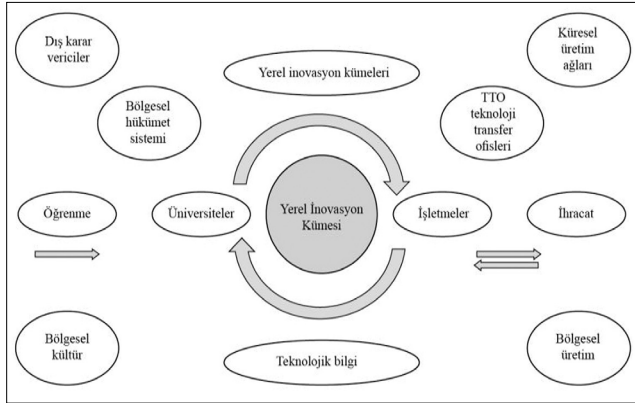 Dış karar
vericiler
Küresel
üretim
ağları
Yerel inovasyon kümeleri
Bölgesel
hükümet
sistemi
TTO
teknoloji
transfer
ofisleri
Öğrenme
Üniversiteler
Yerel İnovasyon
Kümesi
İşletmeler
İhracat
Bölgesel
kültür
Teknolojik bilgi
Bölgesel
üretim